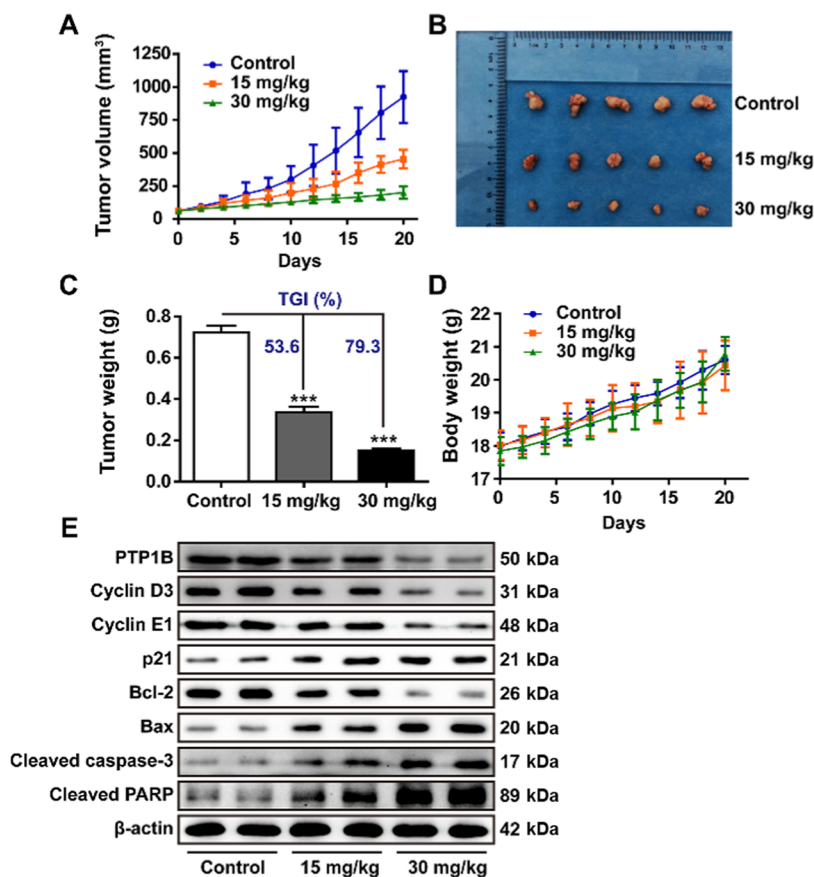 A
Tumor volume (mm³)
1250
1000
750
500
250
0
Control
15 mg/kg
30 mg/kg
0 5 10 15 20
Days
B
Control
15 mg/kg
30 mg/kg
C
Tumor weight (g)
0.8
0.6
0.4
0.2
0.0
TGI (%)
53.6
79.3
***
***
Control 15 mg/kg 30 mg/kg
D
Body weight (g)
22
21
20
19
18
17
Control
15 mg/kg
30 mg/kg
0 5 10 15 20
Days
E
PTP1B 50 kDa
Cyclin D3 31 kDa
Cyclin E1 48 kDa
p21 21 kDa
Bcl-2 26 kDa
Bax 20 kDa
Cleaved caspase-3 17 kDa
Cleaved PARP 89 kDa
β-actin 42 kDa
Control 15 mg/kg 30 mg/kg